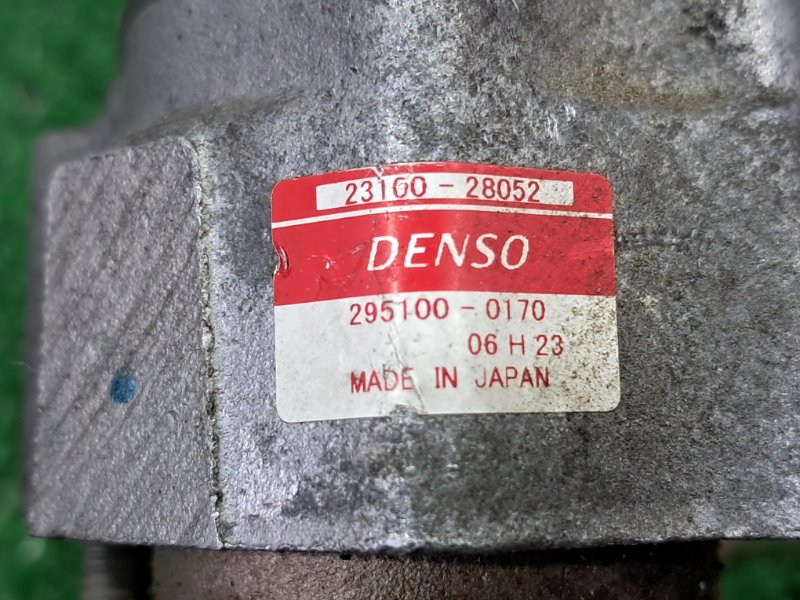 23100-28052
DENSO
295100-0170
06 H 23
MADE IN JAPAN